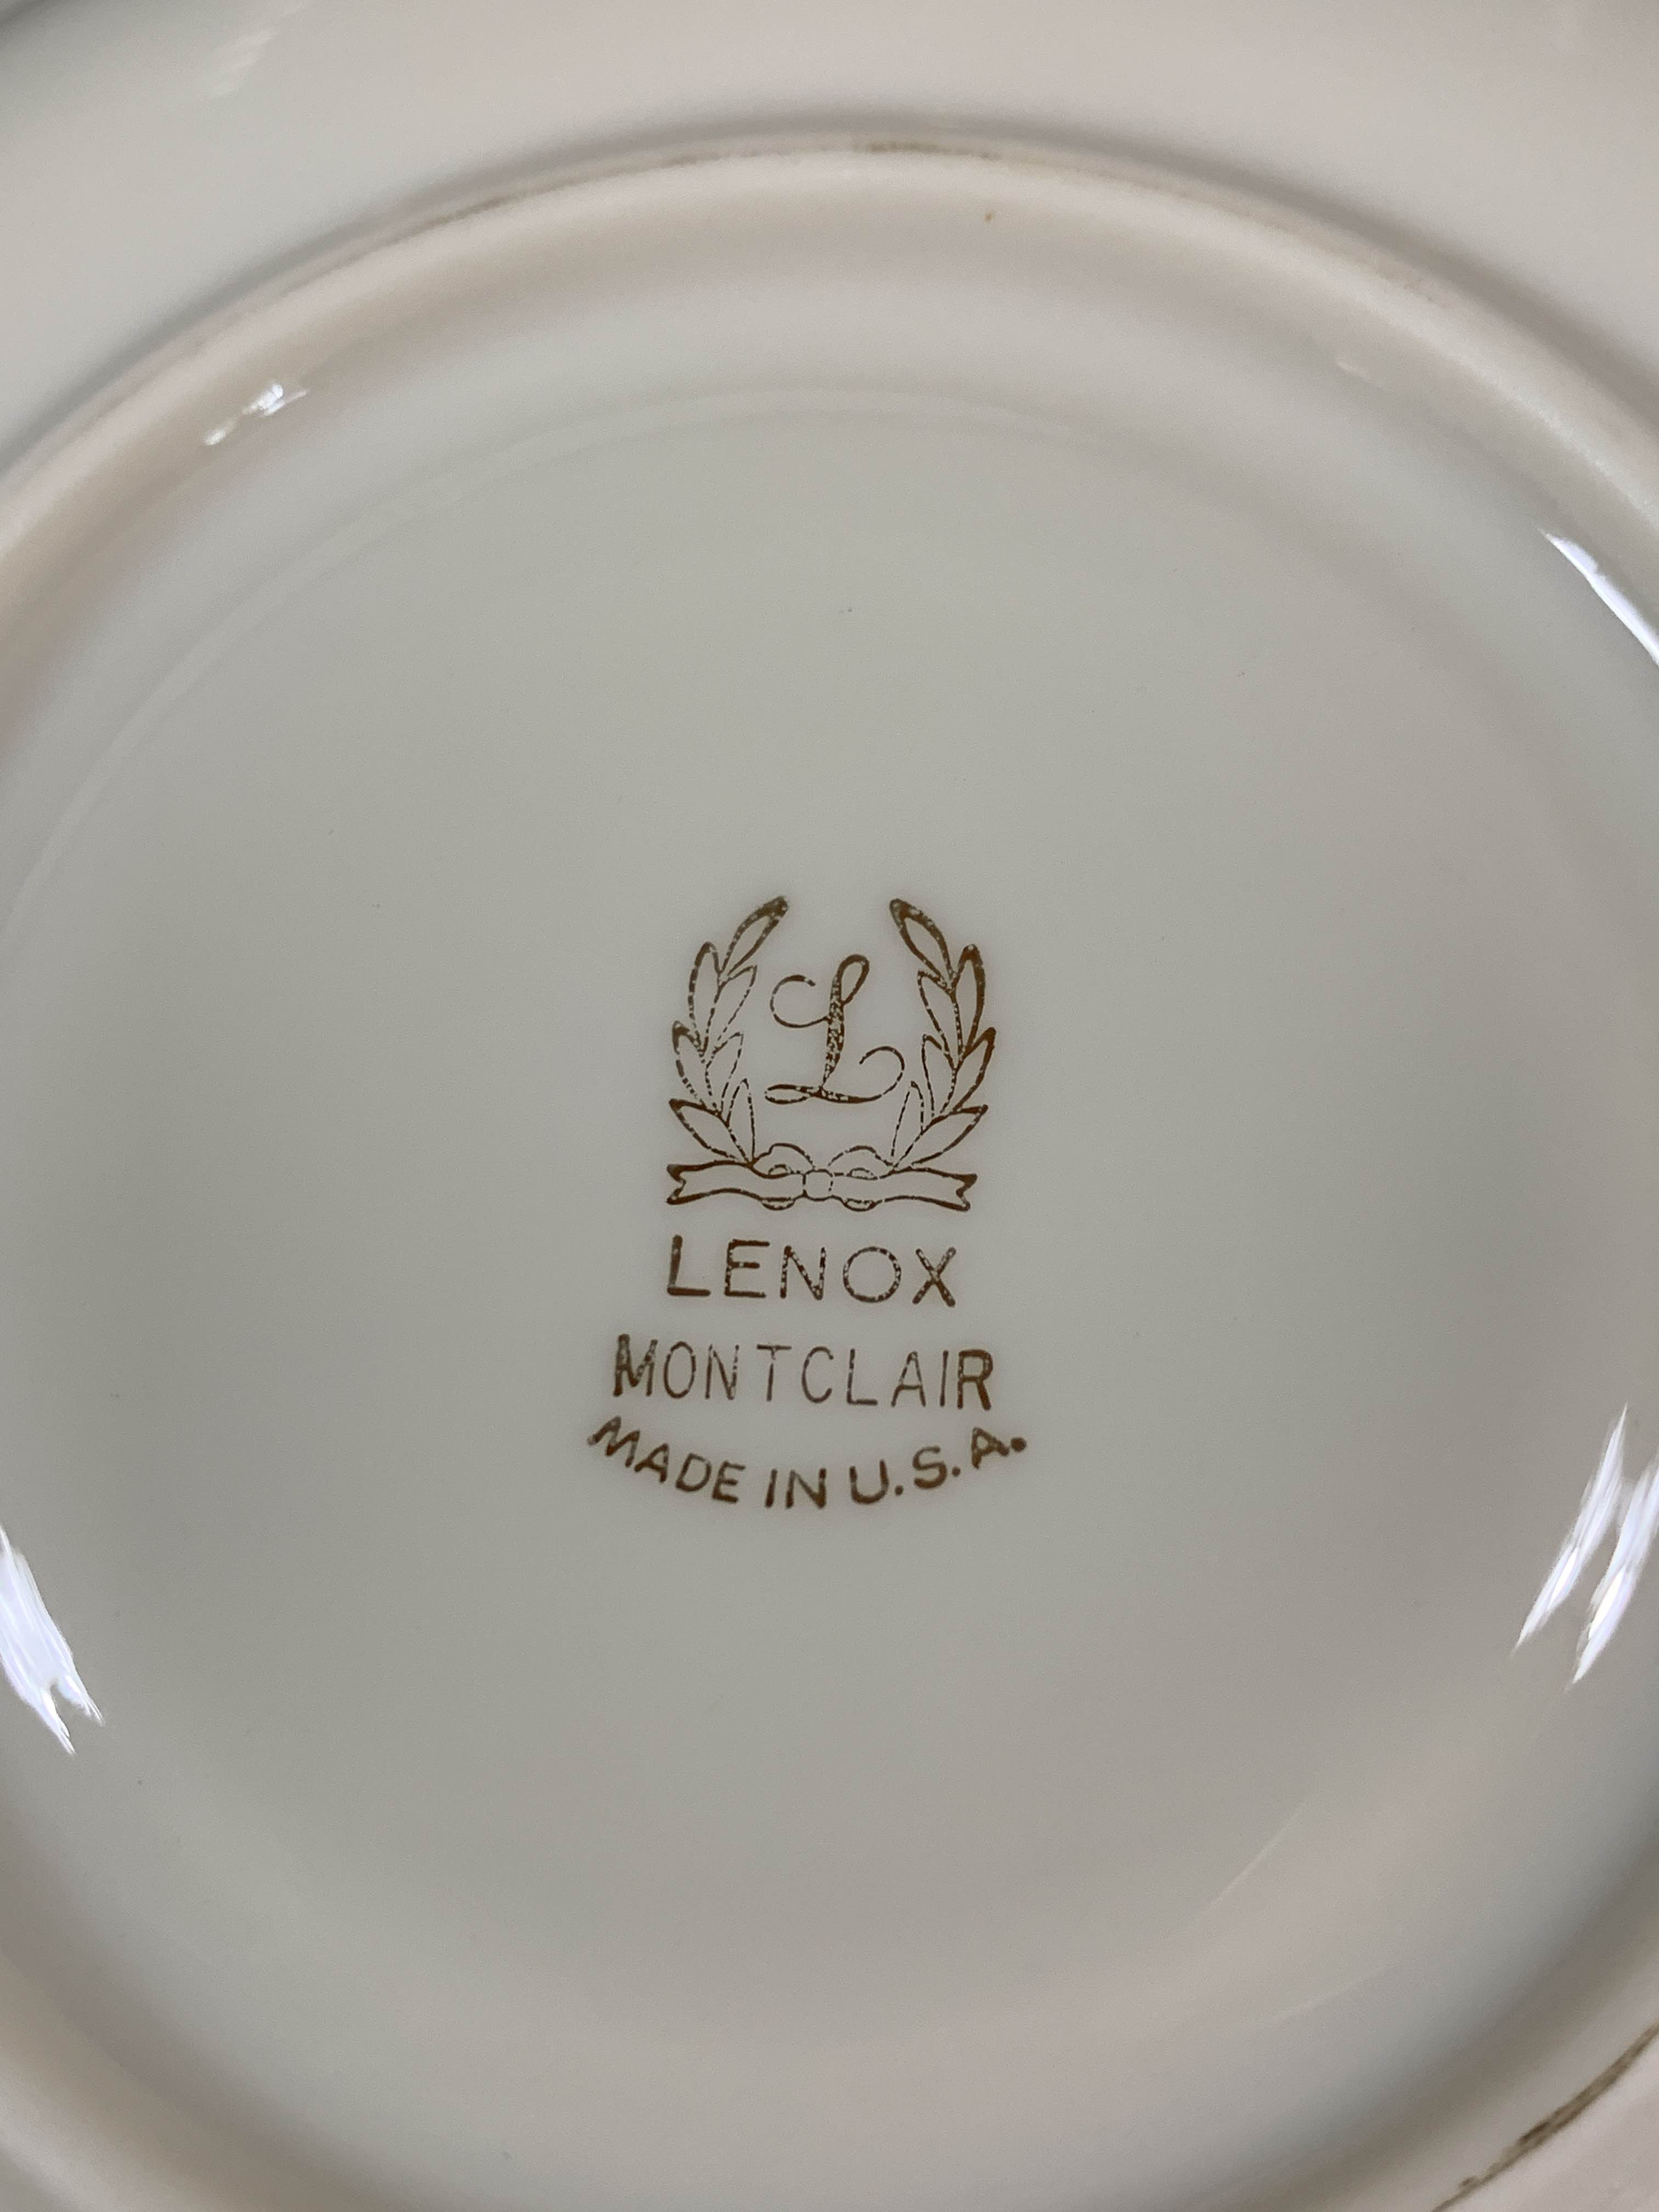 L
LENOX
MONTCLAIR
MADE IN U.S.A.